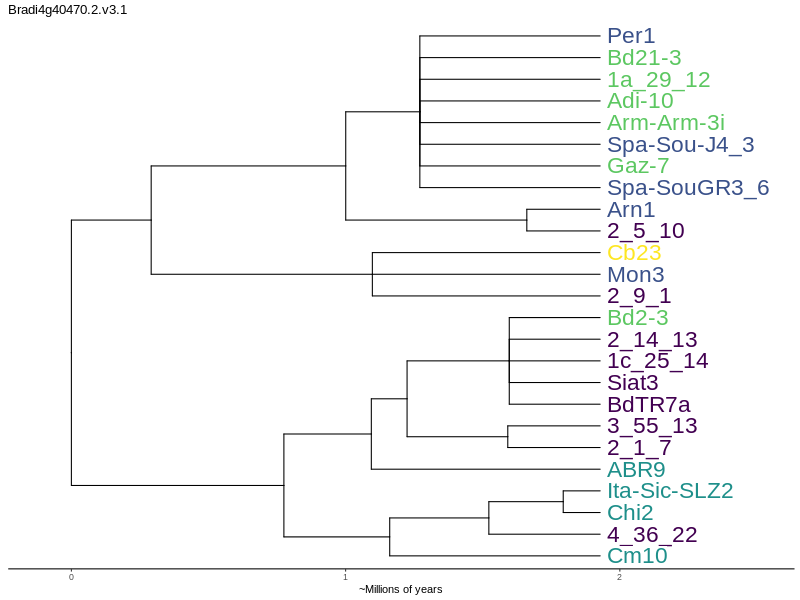 Bradi4g40470.2.v3.1
Per1
Bd21-3
1a_29_12
Adi-10
Arm-Arm-3i
Spa-Sou-J4_3
Gaz-7
Spa-SouGR3_6
Arn1
2_5_10
Cb23
Mon3
2_9_1
Bd2-3
2_14_13
1c_25_14
Siat3
BdTR7a
3_55_13
2_1_7
ABR9
Ita-Sic-SLZ2
Chi2
4_36_22
Cm10
0 1 2
~Millions of years